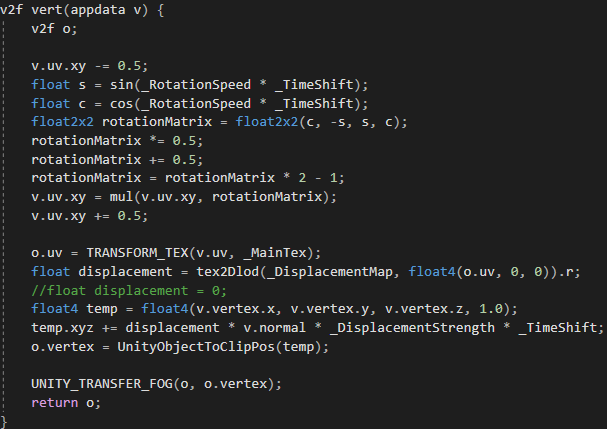 v2f vert(appdata v) {
v2f o;
v.uv.xy -= 0.5;
float s = sin(_RotationSpeed * _TimeShift);
float c = cos(_RotationSpeed * _TimeShift);
float2x2 rotationMatrix = float2x2(c, -s, s, c);
rotationMatrix *= 0.5;
rotationMatrix += 0.5;
rotationMatrix = rotationMatrix * 2 - 1;
v.uv.xy = mul(v.uv.xy, rotationMatrix);
v.uv.xy += 0.5;
o.uv = TRANSFORM_TEX(v.uv, _MainTex);
float displacement = tex2Dlod(_DisplacementMap, float4(o.uv, 0, 0)).r;
//float displacement = 0;
float4 temp = float4(v.vertex.x, v.vertex.y, v.vertex.z, 1.0);
temp.xyz += displacement * v.normal * _DisplacementStrength * _TimeShift;
o.vertex = UnityObjectToClipPos(temp);
UNITY_TRANSFER_FOG(o, o.vertex);
return o;
}